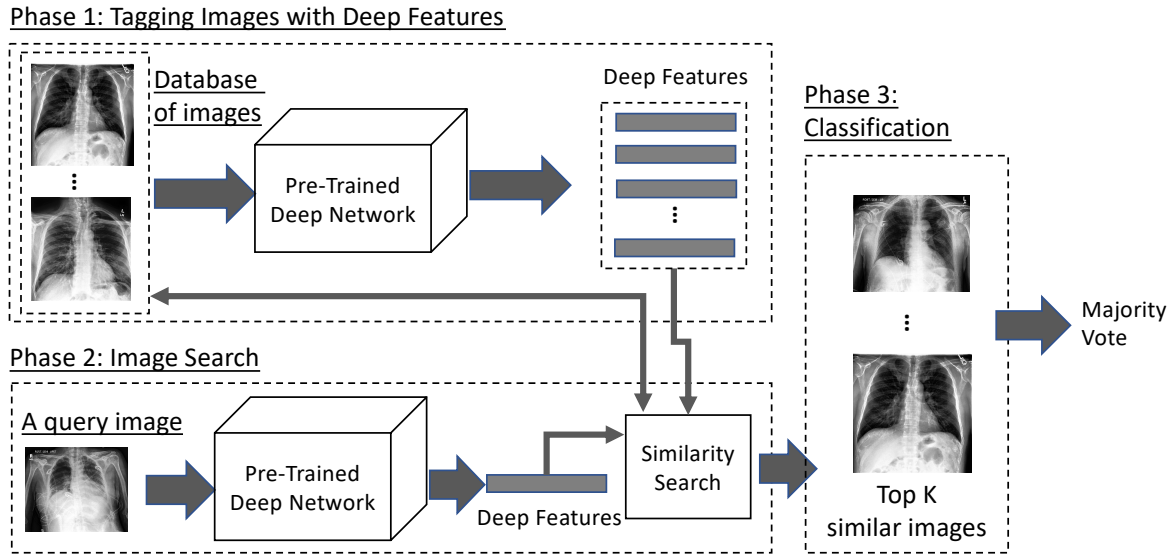 Phase 1: Tagging Images with Deep Features
Database
of images
Pre-Trained
Deep Network
Deep Features
Phase 3:
Classification
Majority
Vote
Phase 2: Image Search
A query image
Pre-Trained
Deep Network
Deep Features
Similarity
Search
Top K
similar images